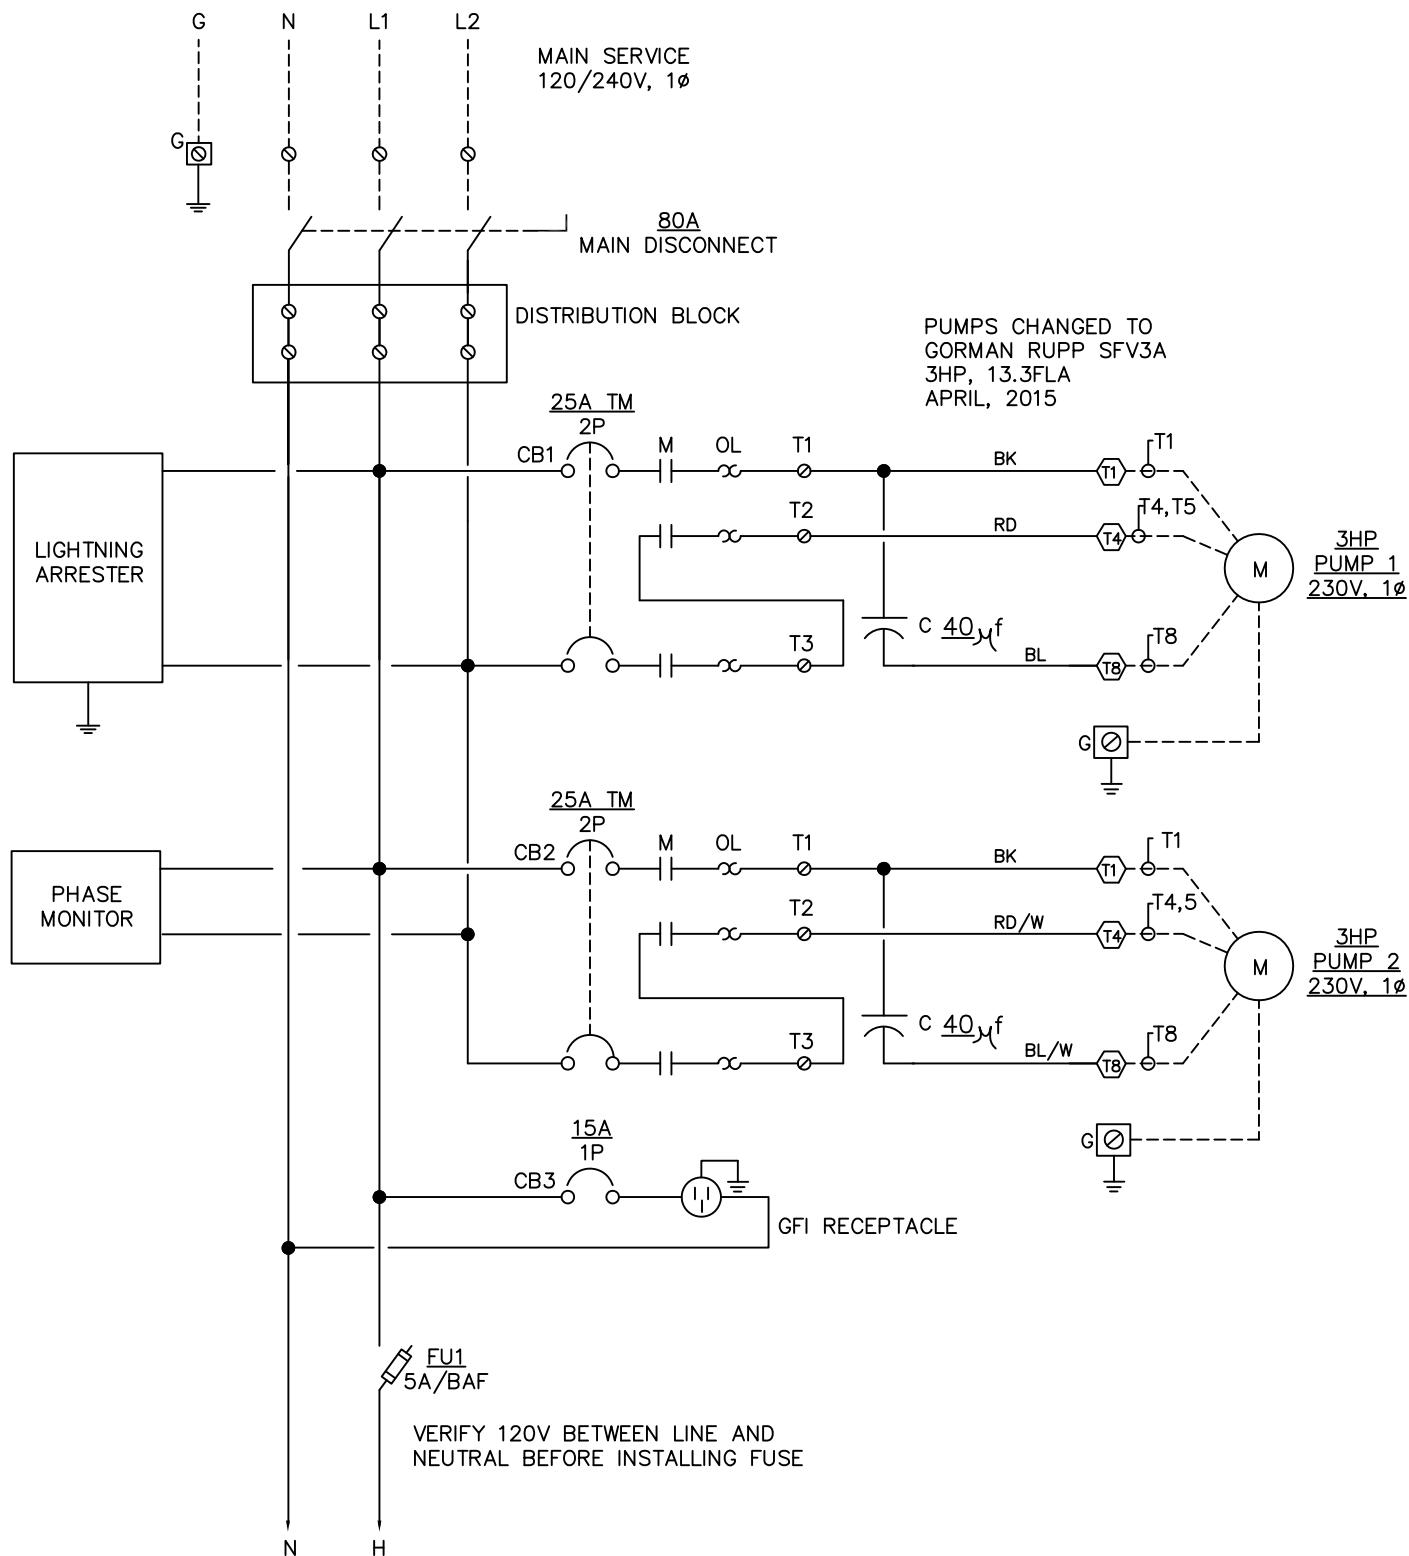 G N L1 L2
MAIN SERVICE
120/240V, 1ø
G
80A
MAIN DISCONNECT
DISTRIBUTION BLOCK
PUMPS CHANGED TO
GORMAN RUPP SFV3A
3HP, 13.3FLA
APRIL, 2015
25A TM
2P
CB1 M OL T1 BK T1 T1
T2 RD T4 T4,T5
LIGHTNING
ARRESTER
3HP
PUMP 1
230V, 1ø
M
C 40µf
T3 BL T8 T8
G
25A TM
2P
CB2 M OL T1 BK T1 T1
PHASE
MONITOR
T2 RD/W T4 T4,5
3HP
PUMP 2
230V, 1ø
M
C 40µf
T3 BL/W T8 T8
G
15A
1P
CB3
GFI RECEPTACLE
FU1
5A/BAF
VERIFY 120V BETWEEN LINE AND
NEUTRAL BEFORE INSTALLING FUSE
N H